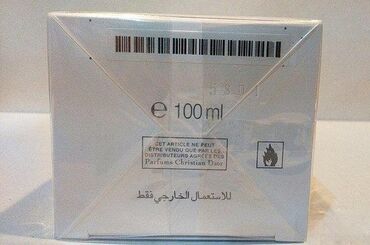 ℮ 100 ml
CET ARTICLE NE PEUT
ÊTRE VENDU QUE PAR LES
DISTRIBUTEURS AGRÉES DES
Parfums Christian Dior
للاستعمال الخارجي فقط